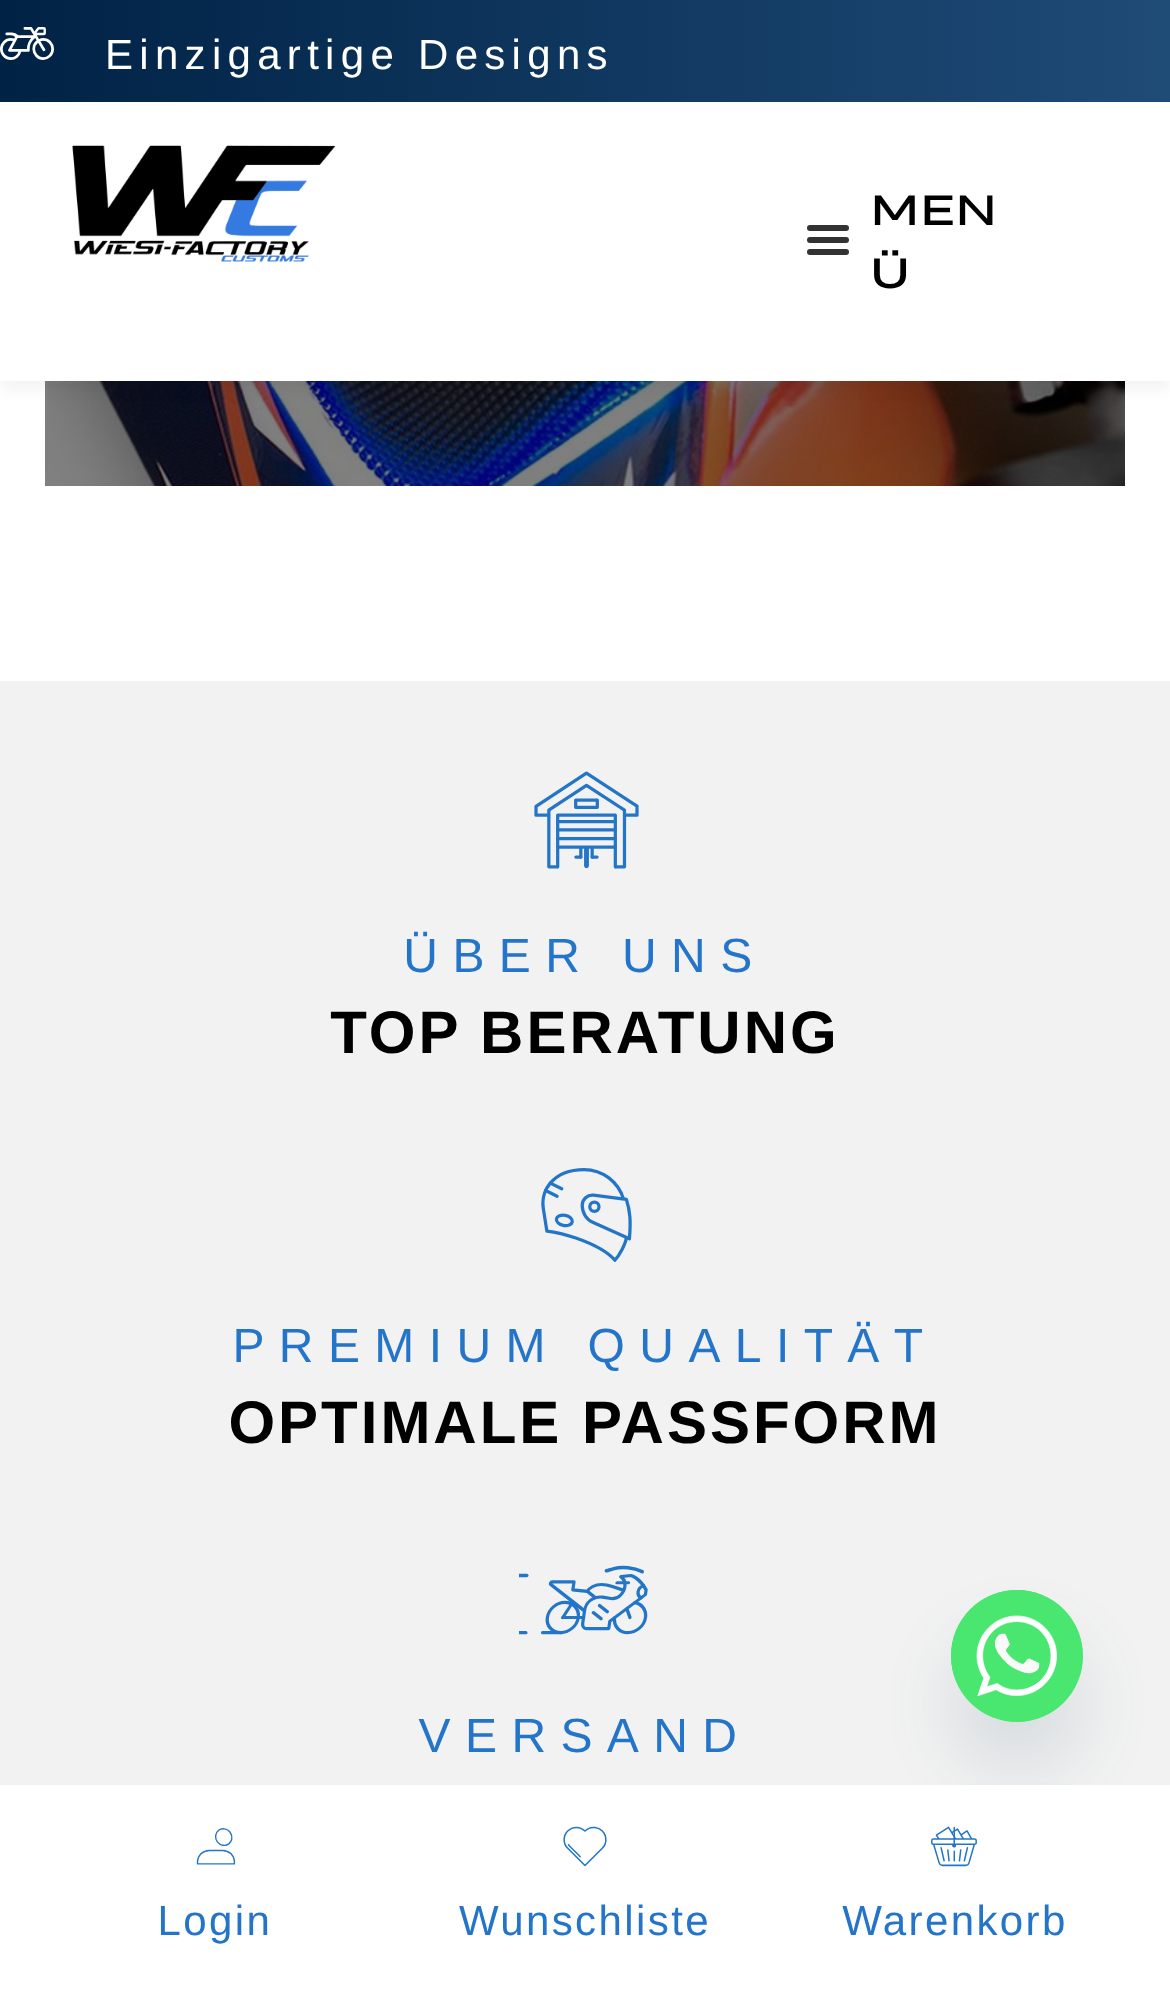 Einzigartige Designs
WFC
WIESI-FACTORY
CUSTOMS
MEN
Ü
ÜBER UNS
TOP BERATUNG
PREMIUM QUALITÄT
OPTIMALE PASSFORM
VERSAND
Login
Wunschliste
Warenkorb